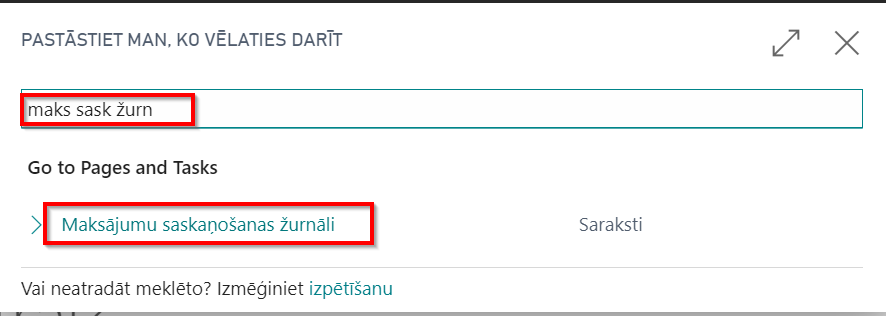 PASTĀSTIET MAN, KO VĒLATIES DARĪT
maks sask žurn
Go to Pages and Tasks
Maksājumu saskaņošanas žurnāli Saraksti
Vai neatradāt meklēto? Izmēģiniet izpētīšanu